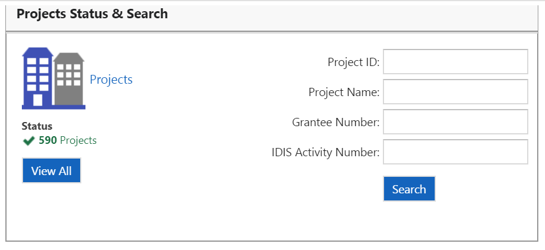 Projects Status & Search
Projects
Status
590 Projects
View All
Project ID:
Project Name:
Grantee Number:
IDIS Activity Number:
Search